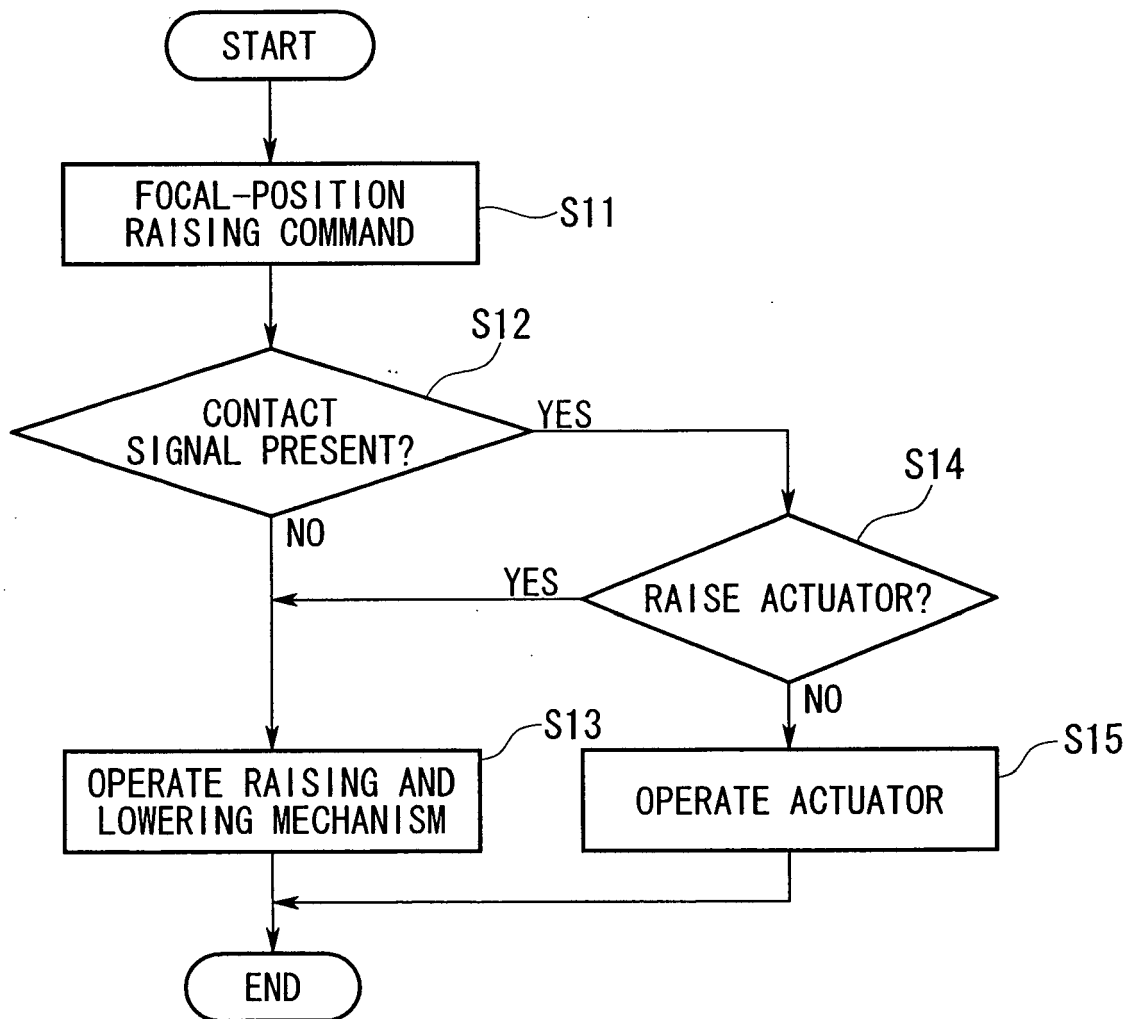 START
FOCAL-POSITION
RAISING COMMAND
S11
S12
CONTACT
SIGNAL PRESENT?
YES
NO
S14
RAISE ACTUATOR?
YES
NO
S13
OPERATE RAISING AND
LOWERING MECHANISM
S15
OPERATE ACTUATOR
END